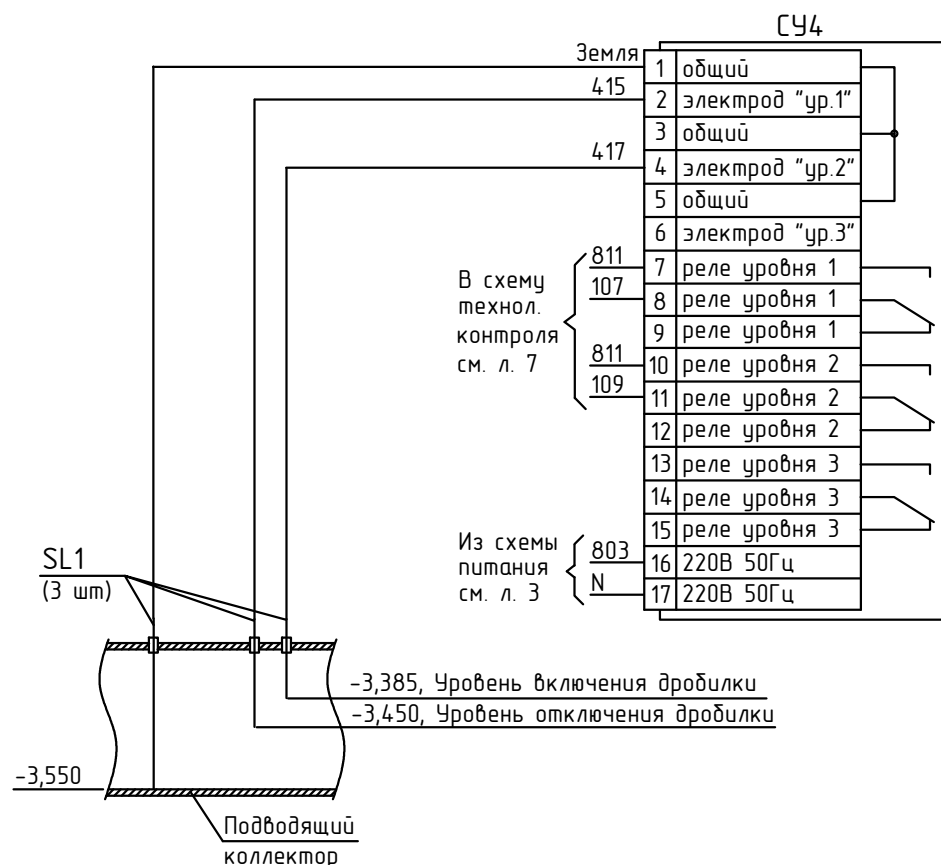 СУ4
Земля
1 общий
415
2 электрод "ур.1"
3 общий
417
4 электрод "ур.2"
5 общий
6 электрод "ур.3"
811
7 реле уровня 1
107
8 реле уровня 1
9 реле уровня 1
В схему
технол.
контроля
см. л. 7
811
10 реле уровня 2
109
11 реле уровня 2
12 реле уровня 2
13 реле уровня 3
14 реле уровня 3
15 реле уровня 3
Из схемы
питания
см. л. 3
803
16 220В 50Гц
N
17 220В 50Гц
SL1
(3 шт)
-3,385, Уровень включения дробилки
-3,450, Уровень отключения дробилки
-3,550
Подводящий
коллектор